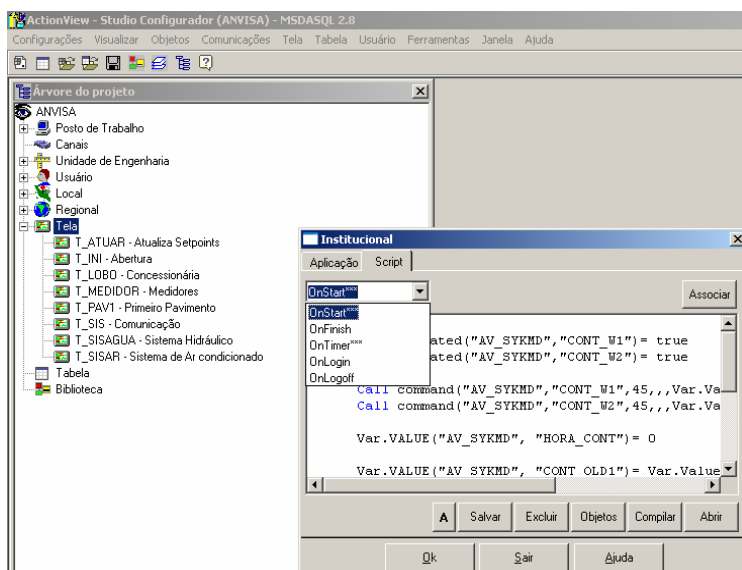 ActionView - Studio Configurador (ANVISA) - MSDASQL 2.8
Configurações Visualizar Objetos Comunicações Tela Tabela Usuário Ferramentas Janela Ajuda
Árvore do projeto
ANVISA
Posto de Trabalho
Canais
Unidade de Engenharia
Usuário
Local
Regional
Tela
T_ATUAR - Atualiza Setpoints
T_INI - Abertura
T_LOBO - Concessionária
T_MEDIDOR - Medidores
T_PAV1 - Primeiro Pavimento
T_SIS - Comunicação
T_SISAGUA - Sistema Hidráulico
T_SISAR - Sistema de Ar condicionado
Tabela
Biblioteca
Institucional
Aplicação Script
OnStart***
Associar
OnStart***
OnFinish
OnTimer***
OnLogin
OnLogoff
ated("AV_SYKMD","CONT_W1")= true
ated("AV_SYKMD","CONT_W2")= true
Call command("AV_SYKMD","CONT_W1",45,,,Var.Va
Call command("AV_SYKMD","CONT_W2",45,,,Var.Va
Var.VALUE("AV_SYKMD", "HORA_CONT")= 0
Var.VALUE("AV_SYKMD", "CONT_OLD1")= Var.Value
A Salvar Excluir Objetos Compilar Abrir
Ok Sair Ajuda